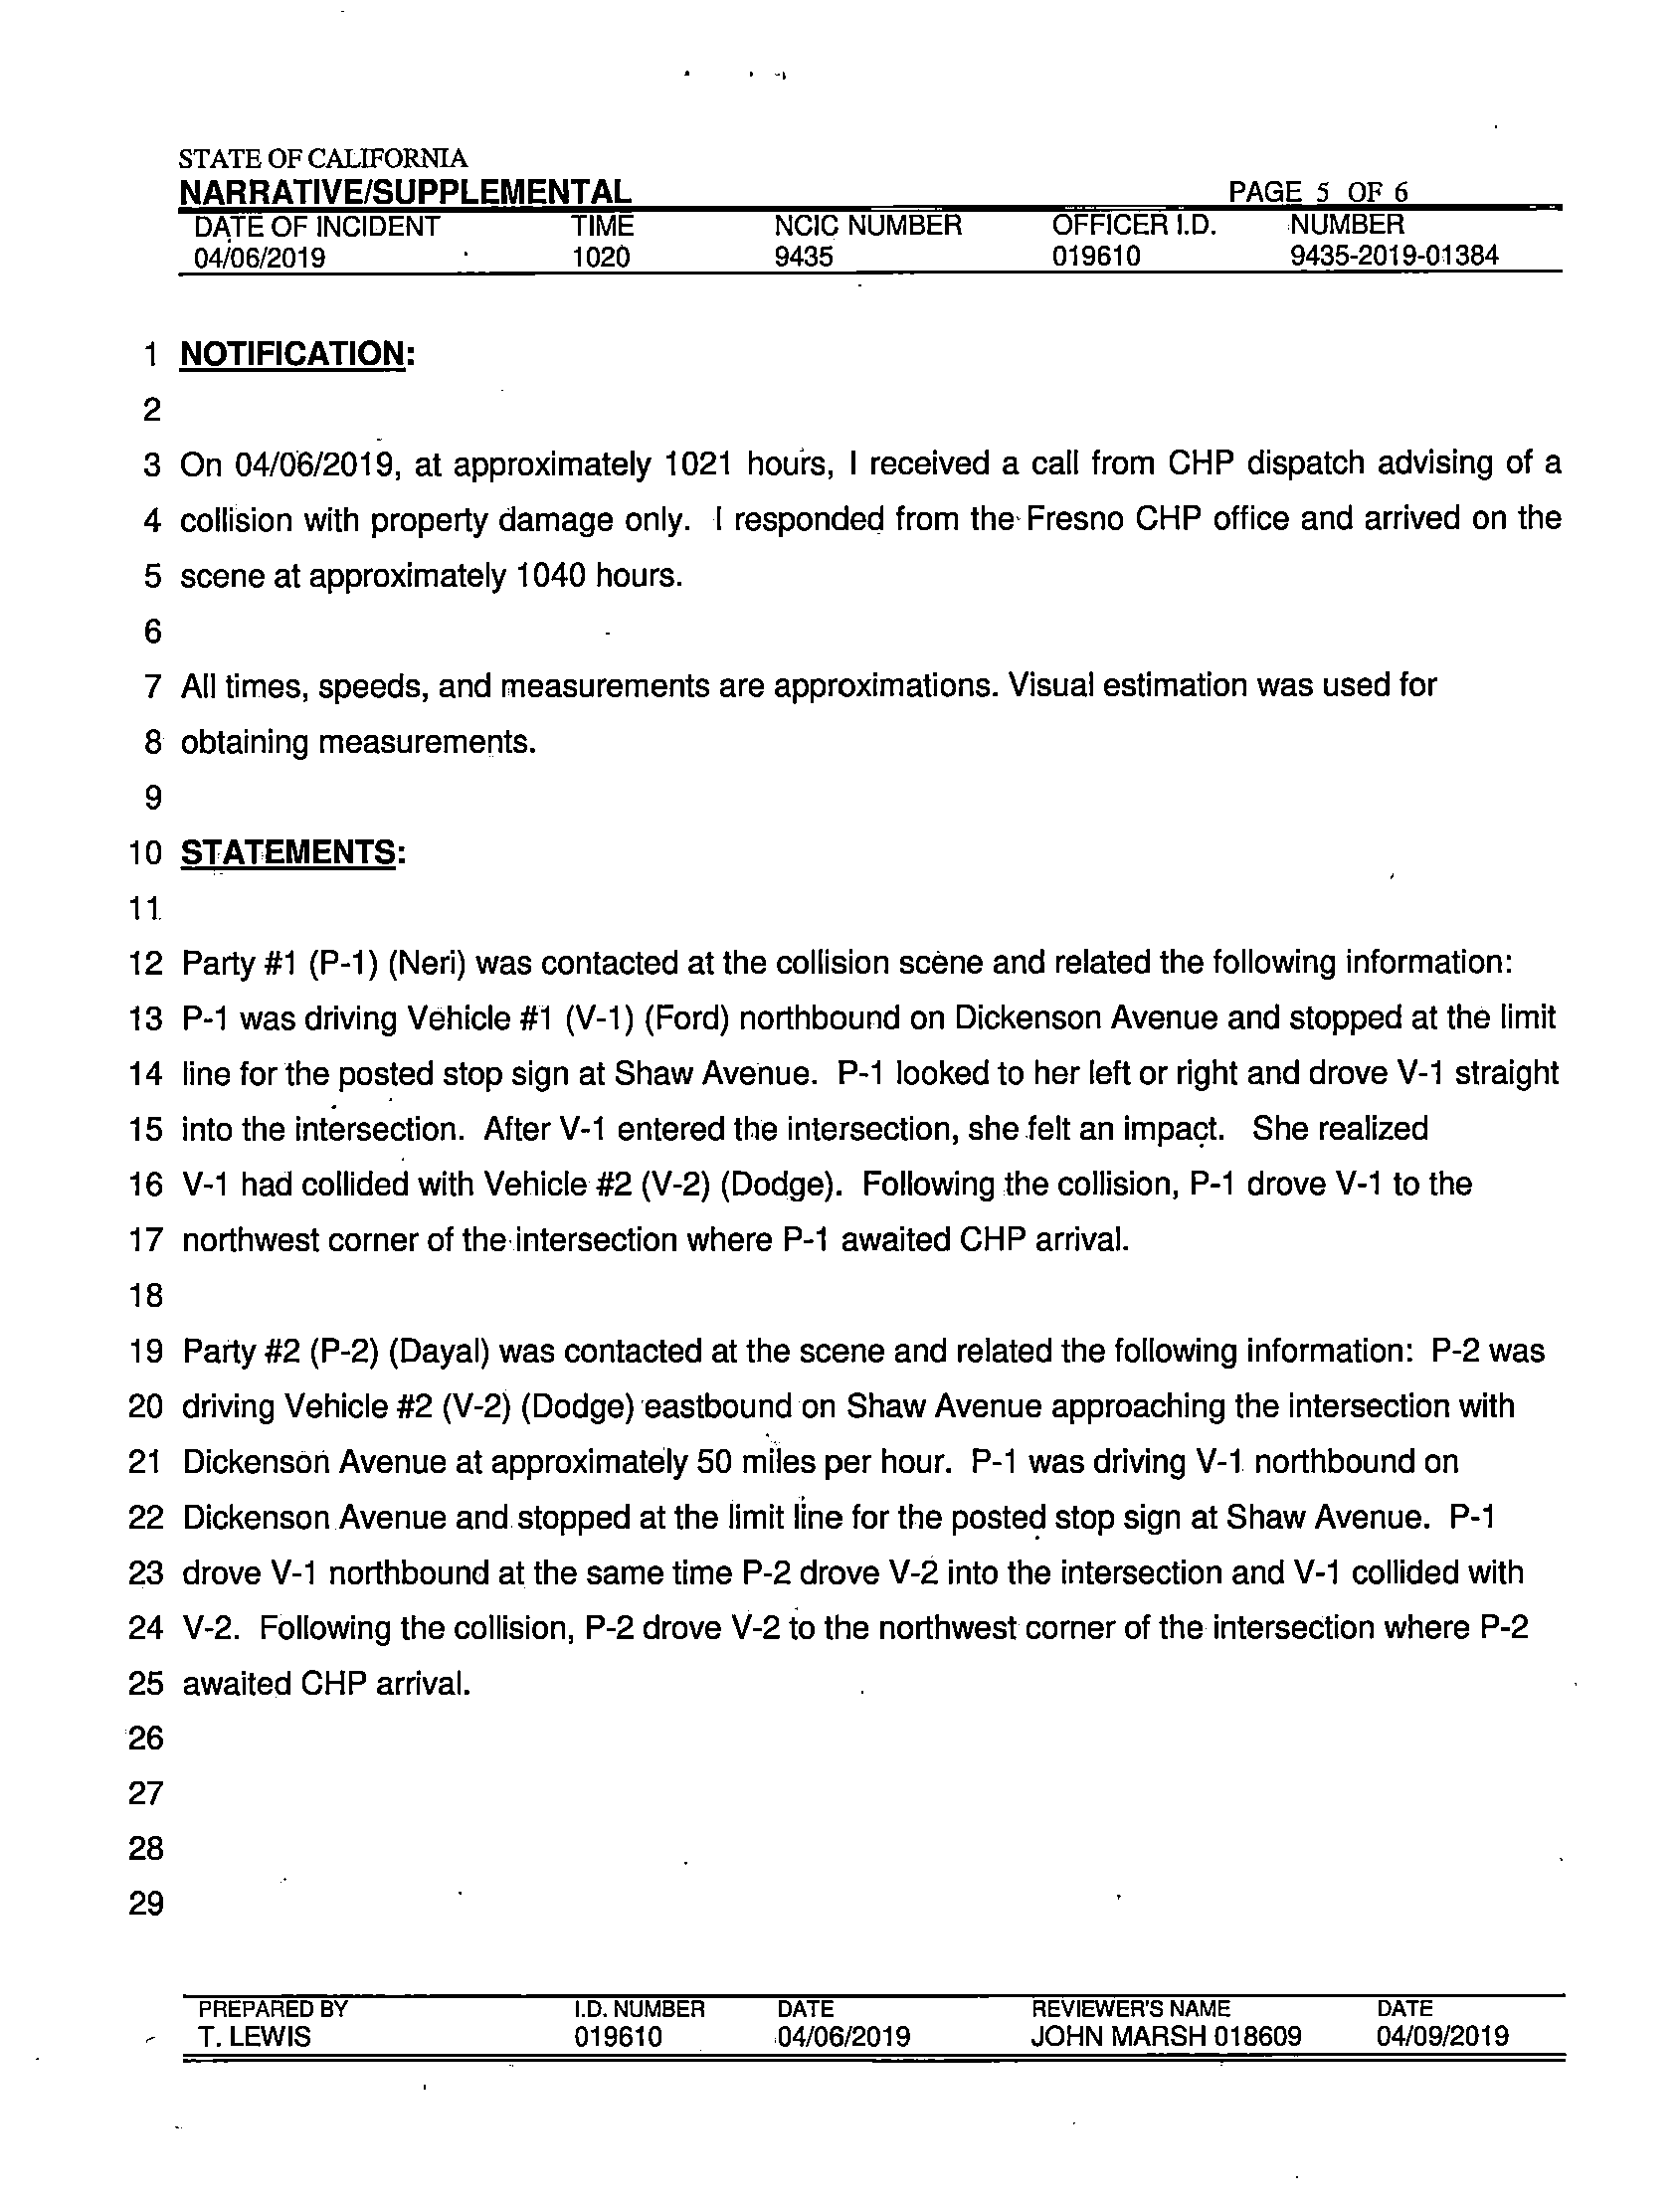 STATE OF CALIFORNIA
NARRATIVE/SUPPLEMENTAL PAGE 5 OF 6
DATE OF INCIDENT TIME NCIC NUMBER OFFICER I.D. NUMBER
04/06/2019 1020 9435 019610 9435-2019-01384
1 NOTIFICATION:
2
3 On 04/06/2019, at approximately 1021 hours, I received a call from CHP dispatch advising of a
4 collision with property damage only. I responded from the Fresno CHP office and arrived on the
5 scene at approximately 1040 hours.
6
7 All times, speeds, and measurements are approximations. Visual estimation was used for
8 obtaining measurements.
9
10 STATEMENTS:
11
12 Party #1 (P-1) (Neri) was contacted at the collision scene and related the following information:
13 P-1 was driving Vehicle #1 (V-1) (Ford) northbound on Dickenson Avenue and stopped at the limit
14 line for the posted stop sign at Shaw Avenue. P-1 looked to her left or right and drove V-1 straight
15 into the intersection. After V-1 entered the intersection, she felt an impact. She realized
16 V-1 had collided with Vehicle #2 (V-2) (Dodge). Following the collision, P-1 drove V-1 to the
17 northwest corner of the intersection where P-1 awaited CHP arrival.
18
19 Party #2 (P-2) (Dayal) was contacted at the scene and related the following information: P-2 was
20 driving Vehicle #2 (V-2) (Dodge) eastbound on Shaw Avenue approaching the intersection with
21 Dickenson Avenue at approximately 50 miles per hour. P-1 was driving V-1 northbound on
22 Dickenson Avenue and stopped at the limit line for the posted stop sign at Shaw Avenue. P-1
23 drove V-1 northbound at the same time P-2 drove V-2 into the intersection and V-1 collided with
24 V-2. Following the collision, P-2 drove V-2 to the northwest corner of the intersection where P-2
25 awaited CHP arrival.
26
27
28
29
PREPARED BY I.D. NUMBER DATE REVIEWER'S NAME DATE
T. LEWIS 019610 04/06/2019 JOHN MARSH 018609 04/09/2019